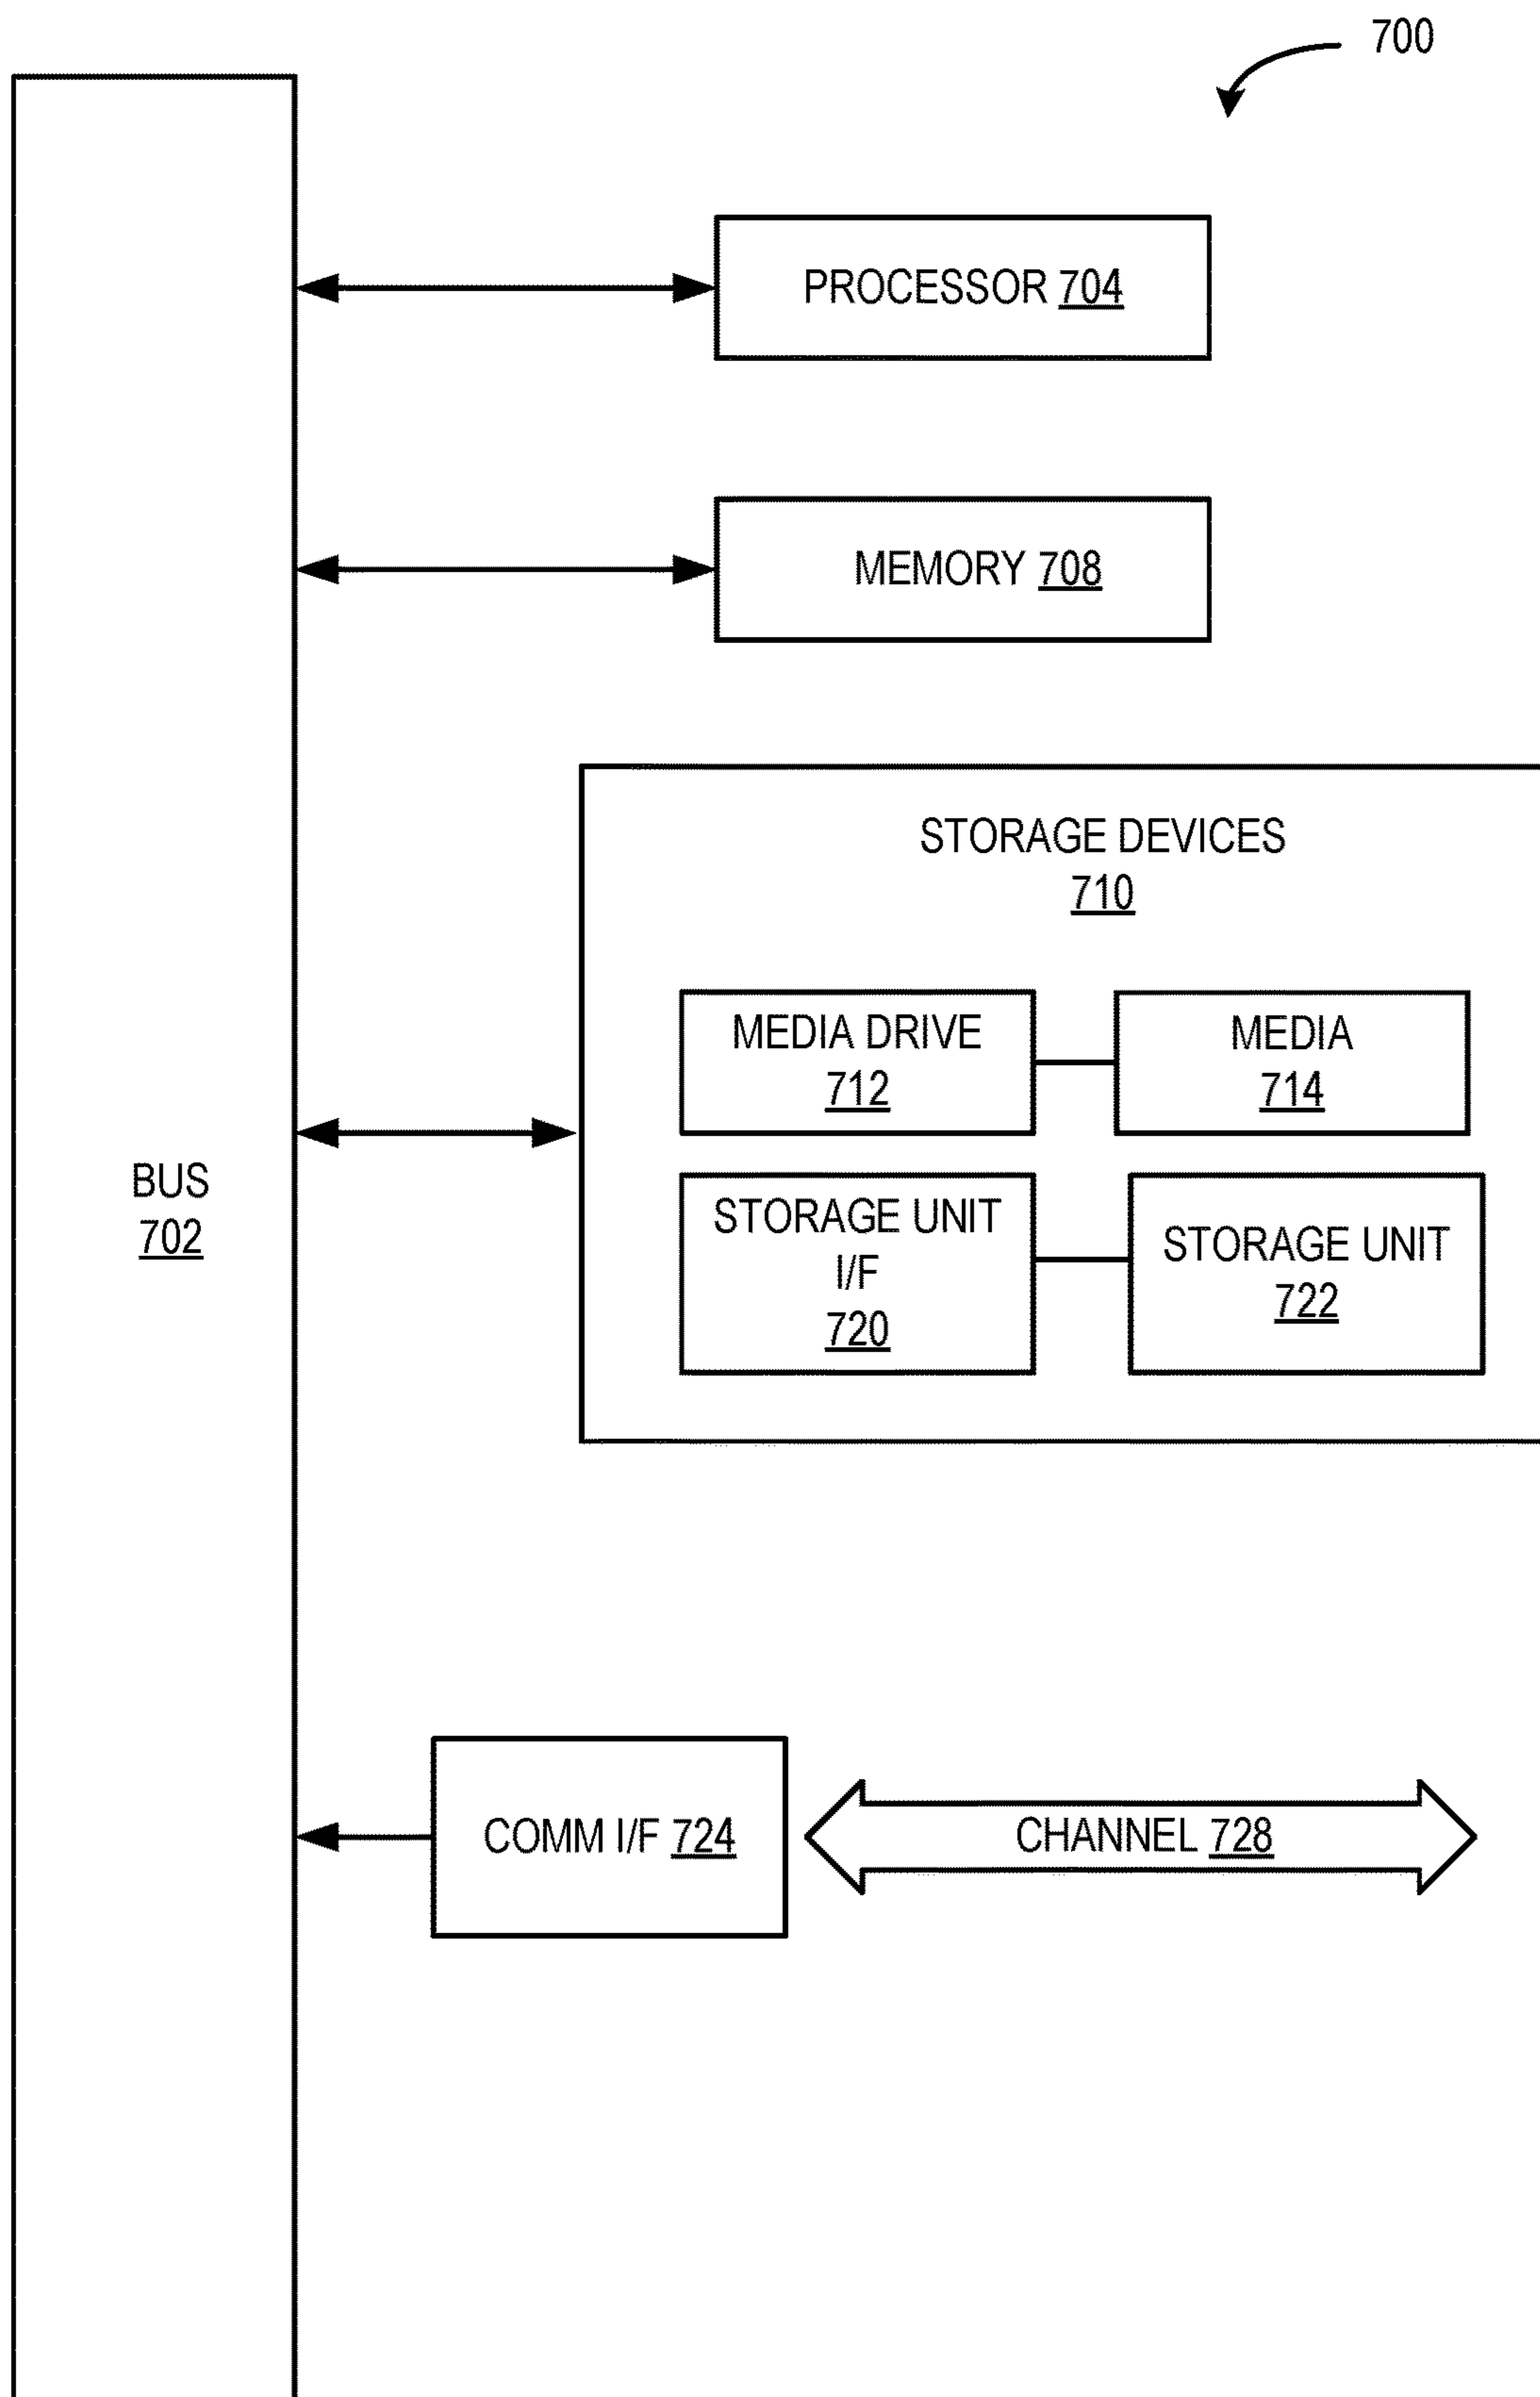 700
PROCESSOR 704
MEMORY 708
STORAGE DEVICES
710
MEDIA DRIVE
712
MEDIA
714
BUS
702
STORAGE UNIT
I/F
720
STORAGE UNIT
722
COMM I/F 724
CHANNEL 728